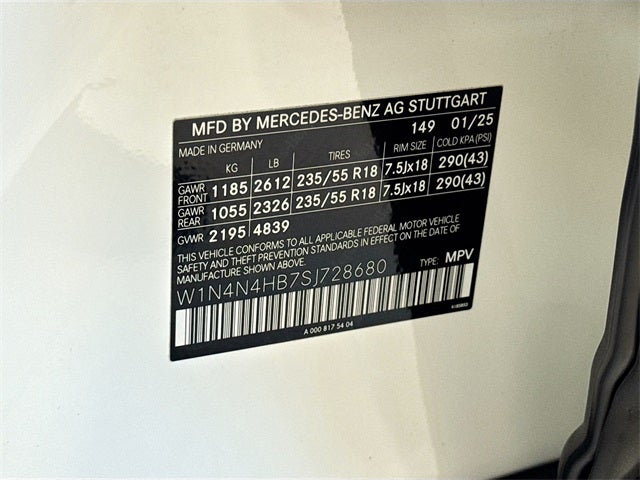 MFD BY MERCEDES-BENZ AG STUTTGART
MADE IN GERMANY 149 01/25
KG LB TIRES RIM SIZE COLD KPA (PSI)
GAWR FRONT 1185 2612 235/55 R18 7.5Jx18 290(43)
GAWR REAR 1055 2326 235/55 R18 7.5Jx18 290(43)
GVWR 2195 4839
THIS VEHICLE CONFORMS TO ALL APPLICABLE FEDERAL MOTOR VEHICLE
SAFETY AND THEFT PREVENTION STANDARDS IN EFFECT ON THE DATE OF
MANUFACTURE SHOWN ABOVE.
W1N4N4HB7SJ728680 TYPE: MPV
A 000 817 54 04